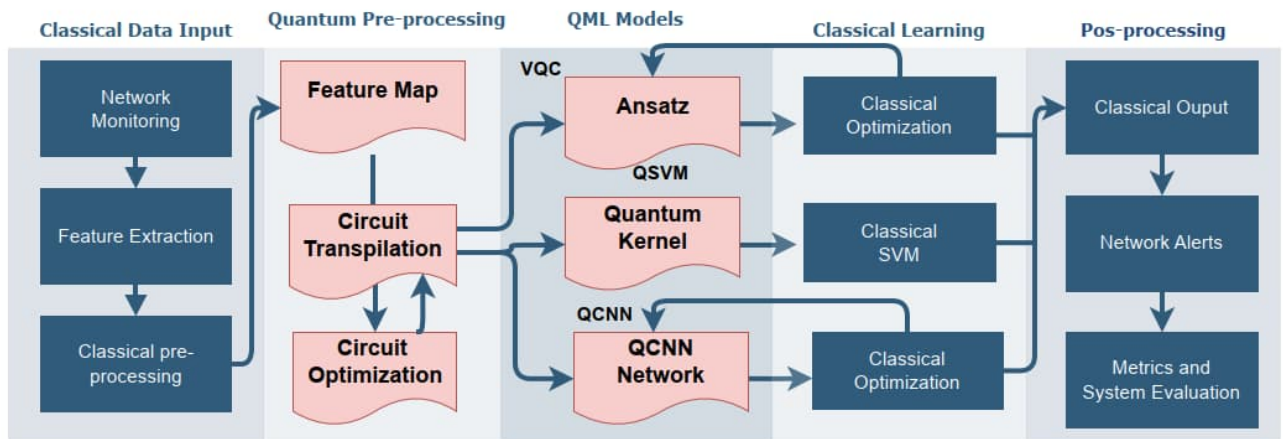 Classical Data Input
Quantum Pre-processing
QML Models
Classical Learning
Pos-processing
Network
Monitoring
Feature Extraction
Classical pre-
processing
Feature Map
Circuit
Transpilation
Circuit
Optimization
VQC
Ansatz
QSVM
Quantum
Kernel
QCNN
QCNN
Network
Classical
Optimization
Classical
SVM
Classical
Optimization
Classical Ouput
Network Alerts
Metrics and
System Evaluation